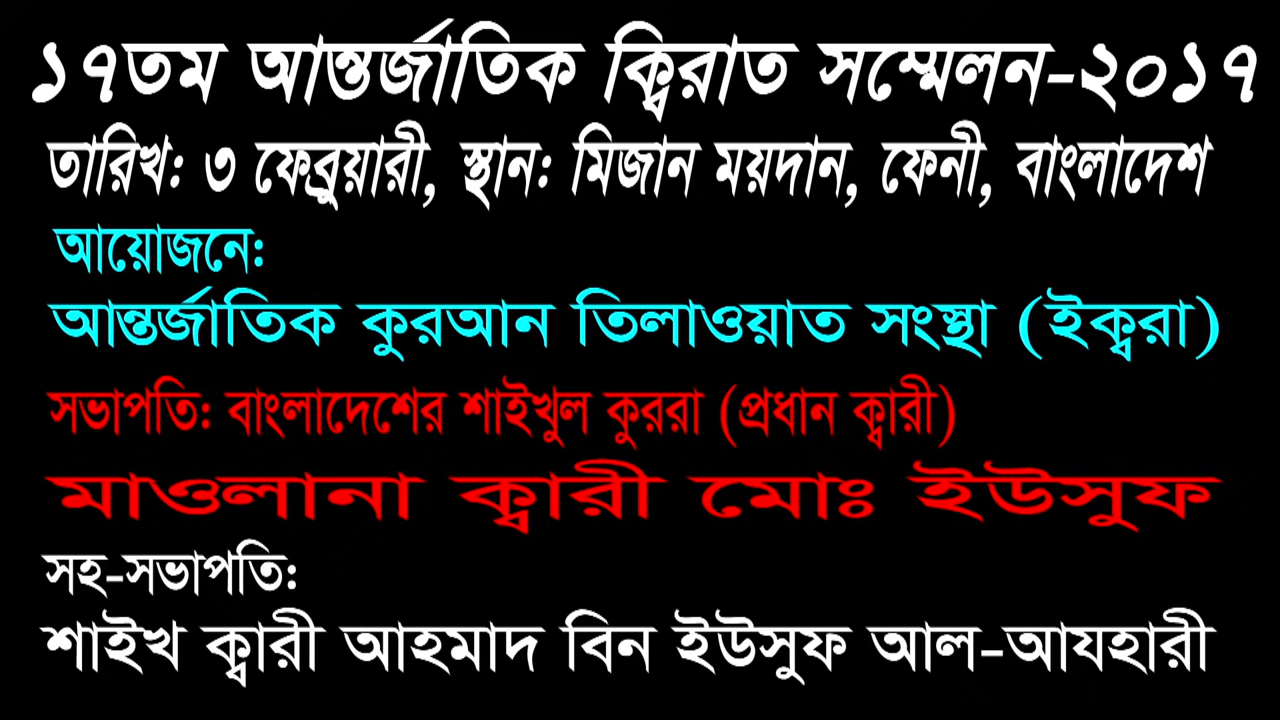 ১৭তম আন্তর্জাতিক ক্বিরাত সম্মেলন-২০১৭
তারিখ: ৩ ফেব্রুয়ারী, স্থান: মিজান ময়দান, ফেনী, বাংলাদেশ
আয়োজনে:
আন্তর্জাতিক কুরআন তিলাওয়াত সংস্থা (ইক্বরা)
সভাপতি: বাংলাদেশের শাইখুল কুররা (প্রধান ক্বারী)
মাওলানা ক্বারী মোঃ ইউসুফ
সহ-সভাপতি:
শাইখ ক্বারী আহমাদ বিন ইউসুফ আল-আযহারী